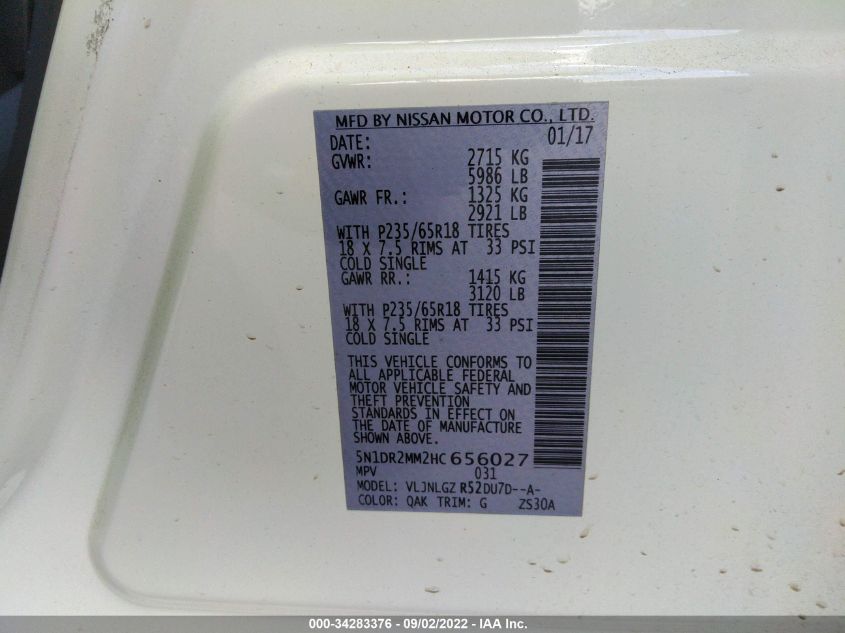 MFD BY NISSAN MOTOR CO., LTD.
DATE: 01/17
GVWR: 2715 KG
5986 LB
GAWR FR.: 1325 KG
2921 LB
WITH P235/65R18 TIRES
18 X 7.5 RIMS AT 33 PSI
COLD SINGLE
GAWR RR.: 1415 KG
3120 LB
WITH P235/65R18 TIRES
18 X 7.5 RIMS AT 33 PSI
COLD SINGLE
THIS VEHICLE CONFORMS TO
ALL APPLICABLE FEDERAL
MOTOR VEHICLE SAFETY AND
THEFT PREVENTION
STANDARDS IN EFFECT ON
THE DATE OF MANUFACTURE
SHOWN ABOVE.
5N1DR2MM2HC656027
MPV 031
MODEL: VLJNLGZ R52DU7D--A-
COLOR: QAK TRIM: G ZS30A
000-34283376 - 09/02/2022 - IAA Inc.